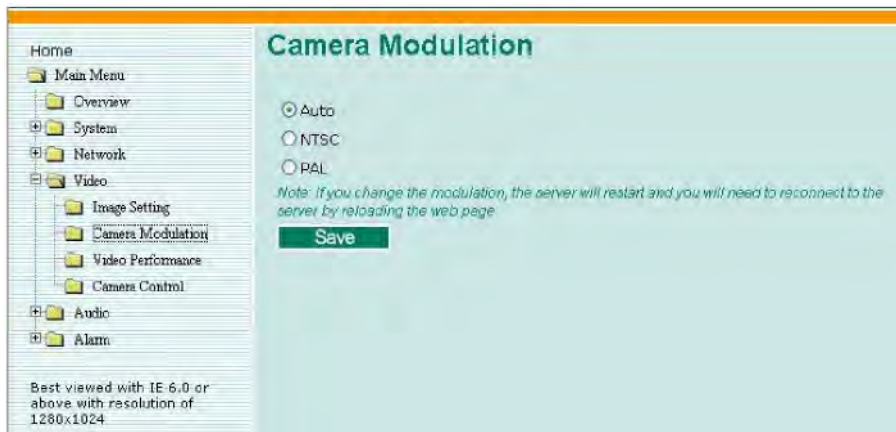 Home
Main Menu
Overview
System
Network
Video
Image Setting
Camera Modulation
Video Performance
Camera Control
Audio
Alarm
Best viewed with IE 6.0 or
above with resolution of
1280x1024
Camera Modulation
Auto
NTSC
PAL
Note: If you change the modulation, the server will restart and you will need to reconnect to the
server by reloading the web page
Save